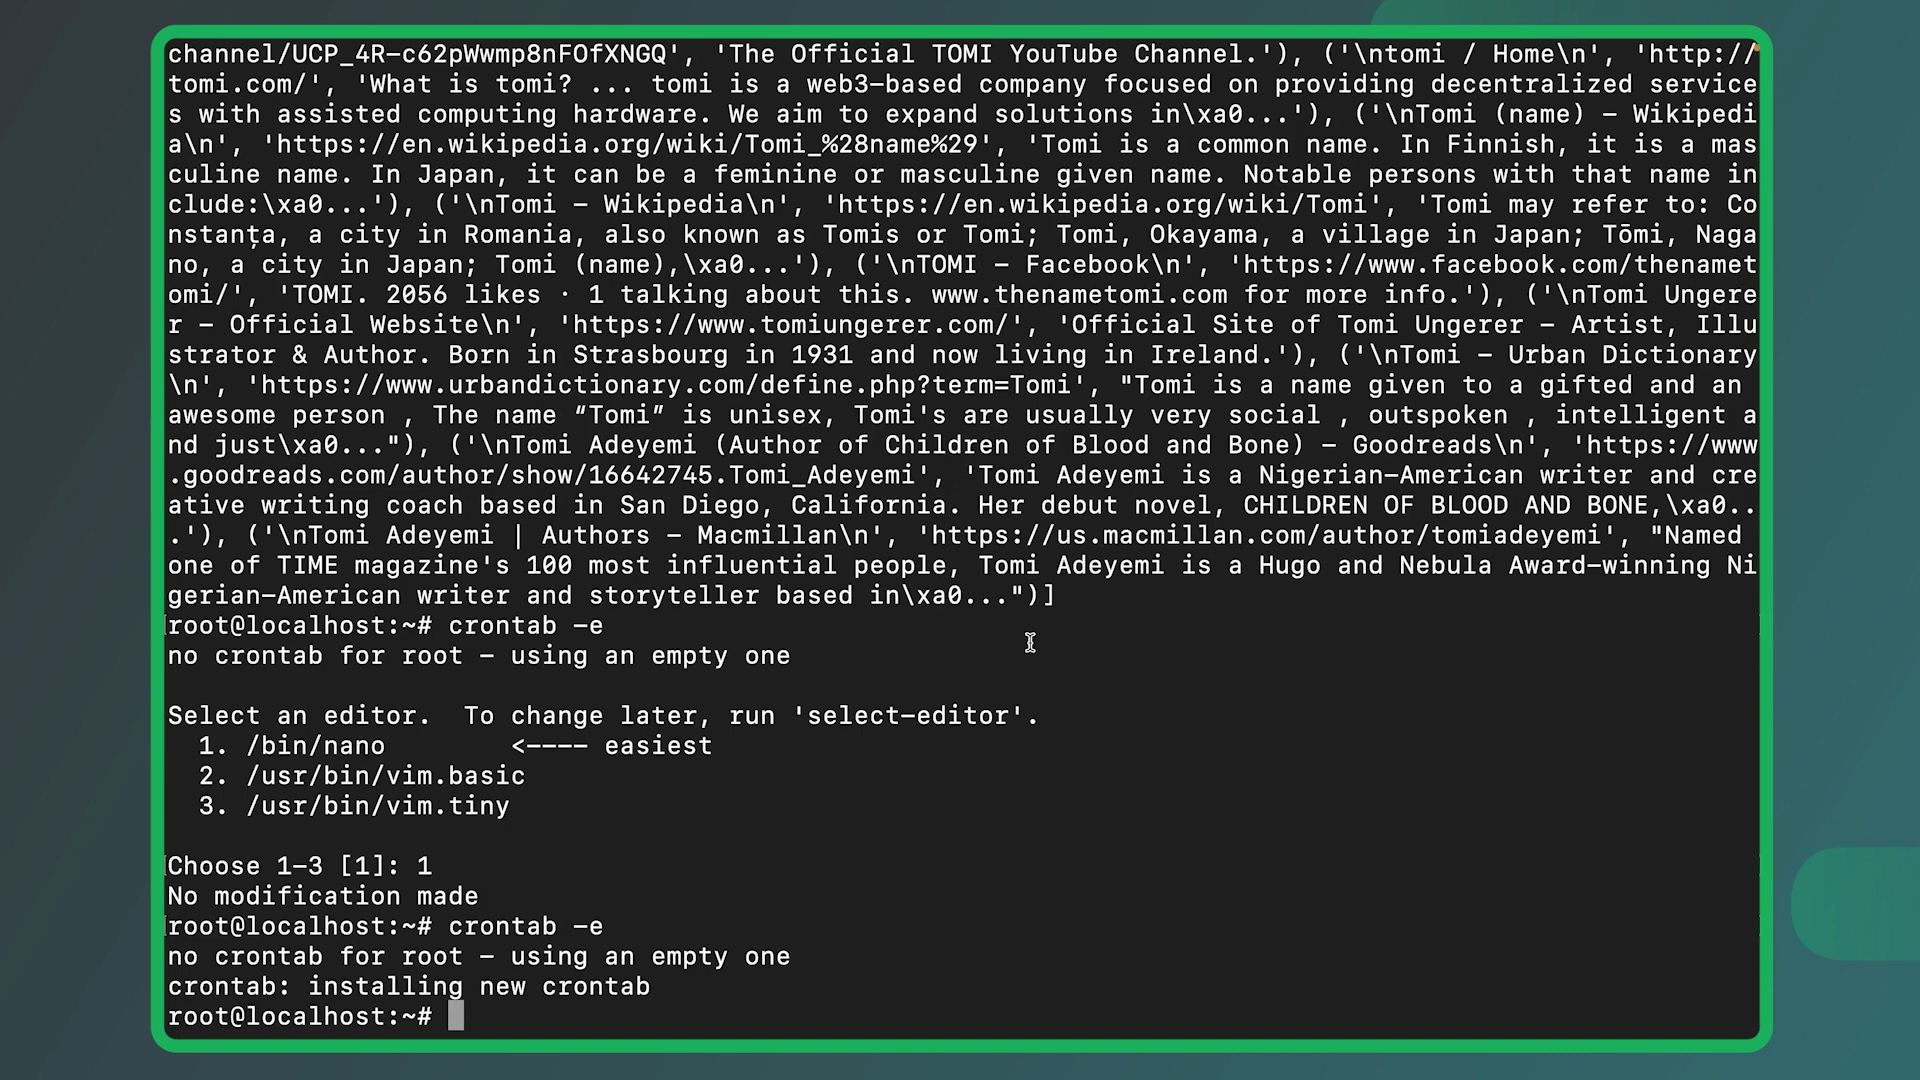 channel/UCP_4R-c62pWwmp8nFOfXNGQ', 'The Official TOMI YouTube Channel.'), ('\ntomi / Home\n', 'http://
tomi.com/', 'What is tomi? ... tomi is a web3-based company focused on providing decentralized service
s with assisted computing hardware. We aim to expand solutions in\xa0...'), ('\nTomi (name) - Wikipedi
a\n', 'https://en.wikipedia.org/wiki/Tomi_%28name%29', 'Tomi is a common name. In Finnish, it is a mas
culine name. In Japan, it can be a feminine or masculine given name. Notable persons with that name in
clude:\xa0...'), ('\nTomi - Wikipedia\n', 'https://en.wikipedia.org/wiki/Tomi', 'Tomi may refer to: Co
nstanța, a city in Romania, also known as Tomis or Tomi; Tomi, Okayama, a village in Japan; Tōmi, Naga
no, a city in Japan; Tomi (name),\xa0...'), ('\nTOMI - Facebook\n', 'https://www.facebook.com/thenamet
omi/', 'TOMI. 2056 likes · 1 talking about this. www.thenametomi.com for more info.'), ('\nTomi Ungere
r - Official Website\n', 'https://www.tomiungerer.com/', 'Official Site of Tomi Ungerer - Artist, Illu
strator & Author. Born in Strasbourg in 1931 and now living in Ireland.'), ('\nTomi - Urban Dictionary
\n', 'https://www.urbandictionary.com/define.php?term=Tomi', "Tomi is a name given to a gifted and an
awesome person , The name “Tomi” is unisex, Tomi's are usually very social , outspoken , intelligent a
nd just\xa0..."), ('\nTomi Adeyemi (Author of Children of Blood and Bone) - Goodreads\n', 'https://www
.goodreads.com/author/show/16642745.Tomi_Adeyemi', 'Tomi Adeyemi is a Nigerian-American writer and cre
ative writing coach based in San Diego, California. Her debut novel, CHILDREN OF BLOOD AND BONE,\xa0..
.'), ('\nTomi Adeyemi | Authors - Macmillan\n', 'https://us.macmillan.com/author/tomiadeyemi', "Named
one of TIME magazine's 100 most influential people, Tomi Adeyemi is a Hugo and Nebula Award-winning Ni
gerian-American writer and storyteller based in\xa0...")]
root@localhost:~# crontab -e
no crontab for root - using an empty one
Select an editor.  To change later, run 'select-editor'.
  1. /bin/nano        <---- easiest
  2. /usr/bin/vim.basic
  3. /usr/bin/vim.tiny
Choose 1-3 [1]: 1
No modification made
root@localhost:~# crontab -e
no crontab for root - using an empty one
crontab: installing new crontab
root@localhost:~#